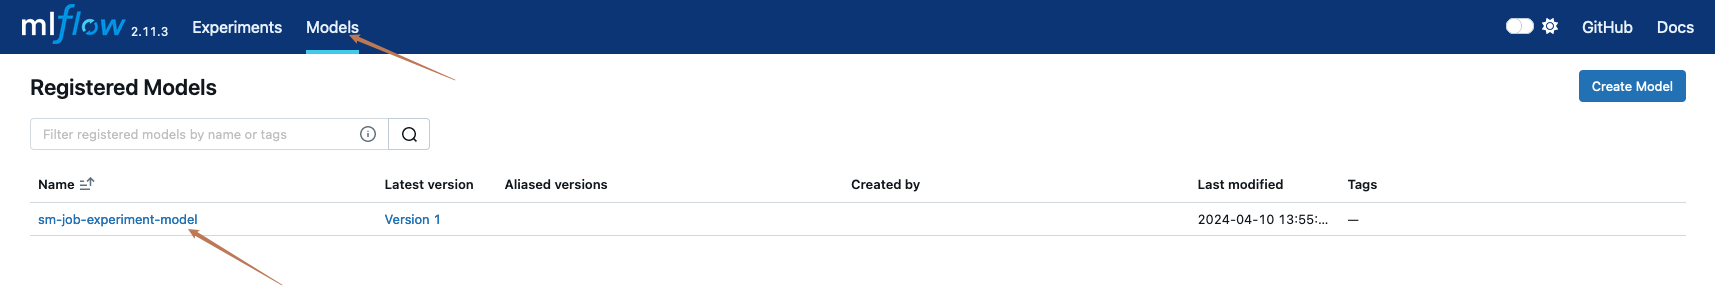 mlflow 2.11.3 Experiments Models GitHub Docs
Registered Models Create Model
Filter registered models by name or tags
Name Latest version Aliased versions Created by Last modified Tags
sm-job-experiment-model Version 1 2024-04-10 13:55:... —